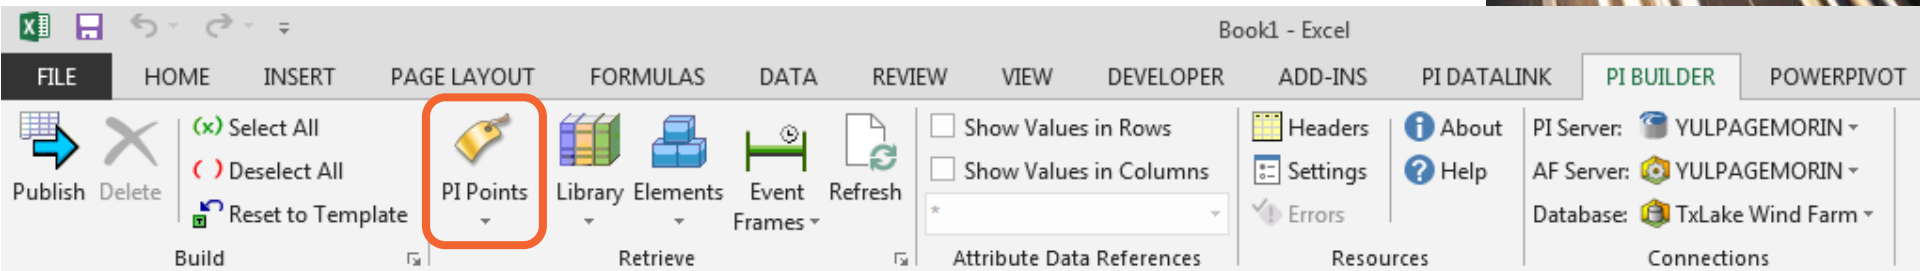 Book1 - Excel
FILE HOME INSERT PAGE LAYOUT FORMULAS DATA REVIEW VIEW DEVELOPER ADD-INS PI DATALINK PI BUILDER POWERPIVOT
Publish
Delete
(x) Select All
( ) Deselect All
Reset to Template
Build
PI Points
Library
Elements
Event
Frames
Refresh
Retrieve
Show Values in Rows
Show Values in Columns
*
Attribute Data References
Headers
Settings
Errors
About
Help
Resources
PI Server: YULPAGEMORIN
AF Server: YULPAGEMORIN
Database: TxLake Wind Farm
Connections